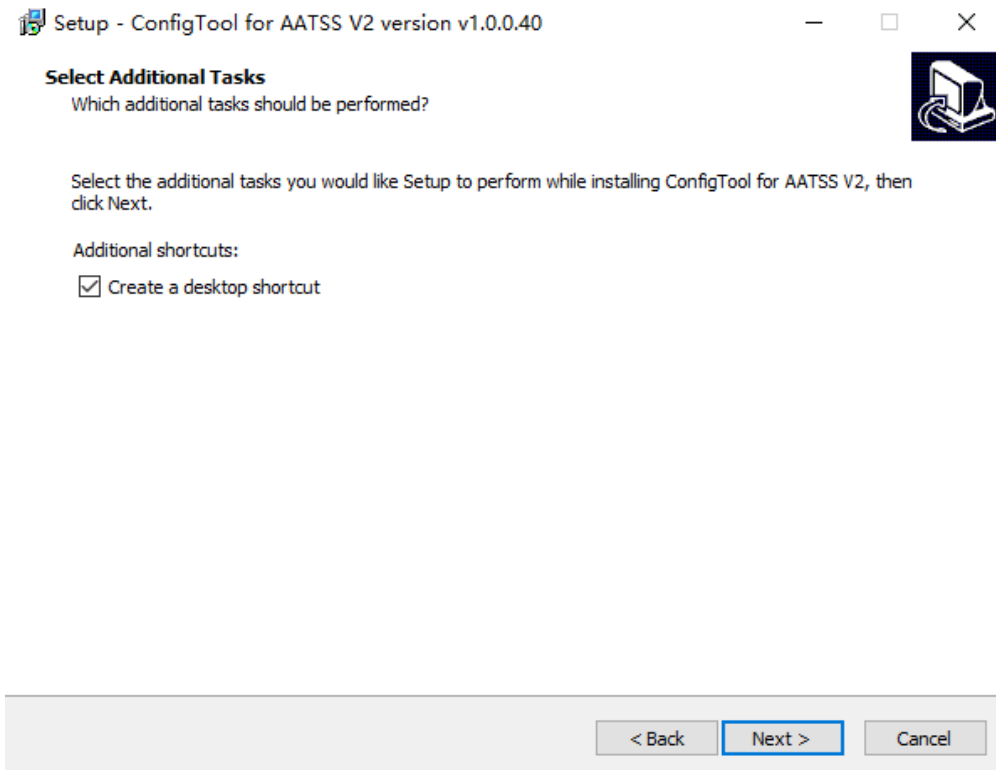 Setup - ConfigTool for AATSS V2 version v1.0.0.40
Select Additional Tasks
Which additional tasks should be performed?
Select the additional tasks you would like Setup to perform while installing ConfigTool for AATSS V2, then
click Next.
Additional shortcuts:
Create a desktop shortcut
< Back
Next >
Cancel